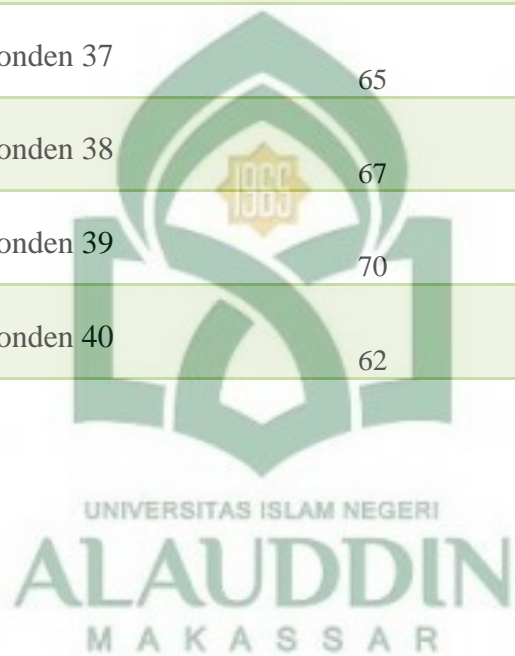 onden 37 65
onden 38 67
1965
onden 39 70
onden 40 62
UNIVERSITAS ISLAM NEGERI
ALAUDDIN
MAKASSAR